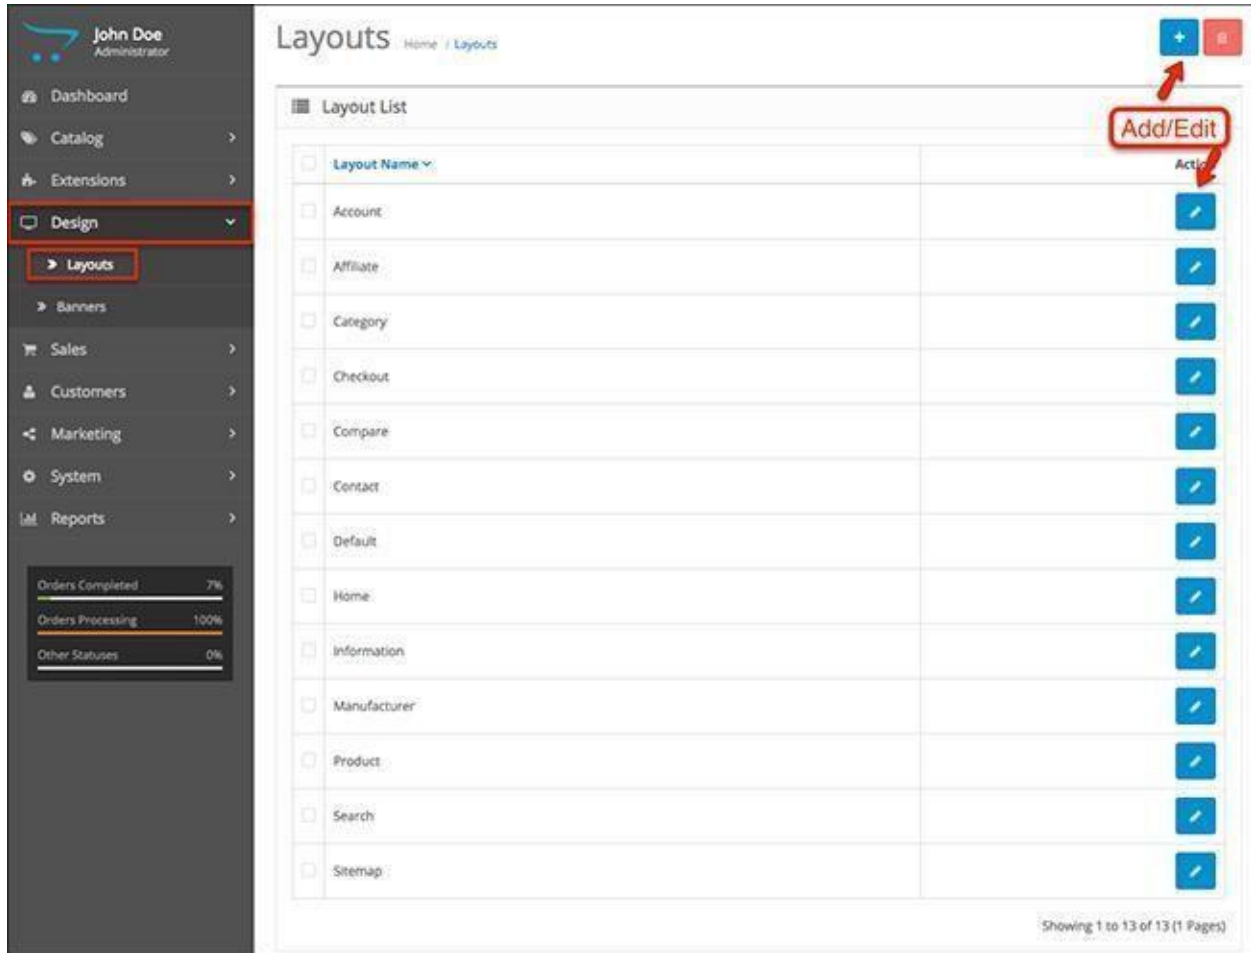 John Doe
Administrator
Dashboard
Catalog
Extensions
Design
Layouts
Banners
Sales
Customers
Marketing
System
Reports
Orders Completed 7%
Orders Processing 100%
Other Statuses 0%
Layouts Home / Layouts
Add/Edit
Layout List
Layout Name Action
Account
Affiliate
Category
Checkout
Compare
Contact
Default
Home
Information
Manufacturer
Product
Search
Sitemap
Showing 1 to 13 of 13 (1 Pages)